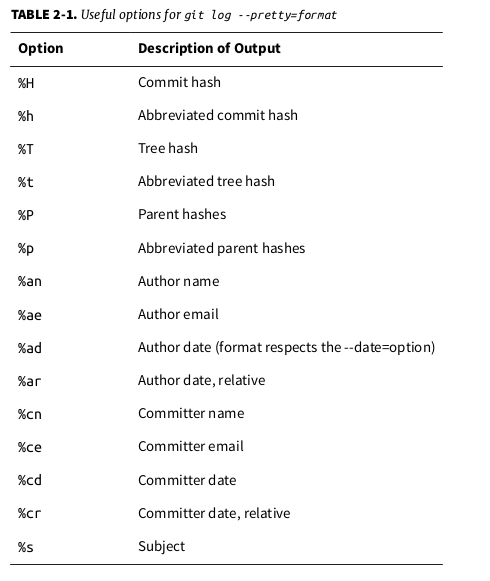 TABLE 2-1. Useful options for git log --pretty=format
Option Description of Output
%H Commit hash
%h Abbreviated commit hash
%T Tree hash
%t Abbreviated tree hash
%P Parent hashes
%p Abbreviated parent hashes
%an Author name
%ae Author email
%ad Author date (format respects the --date=option)
%ar Author date, relative
%cn Committer name
%ce Committer email
%cd Committer date
%cr Committer date, relative
%s Subject